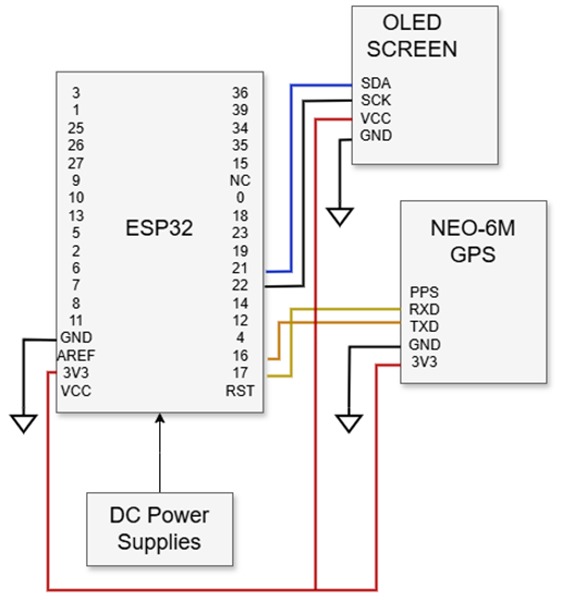 OLED
SCREEN
SDA
SCK
VCC
GND
3
1
25
26
27
9
10
13
5
2
6
7
8
11
GND
AREF
3V3
VCC
ESP32
36
39
34
35
15
NC
0
18
23
19
21
22
14
12
4
16
17
RST
NEO-6M
GPS
PPS
RXD
TXD
GND
3V3
DC Power
Supplies